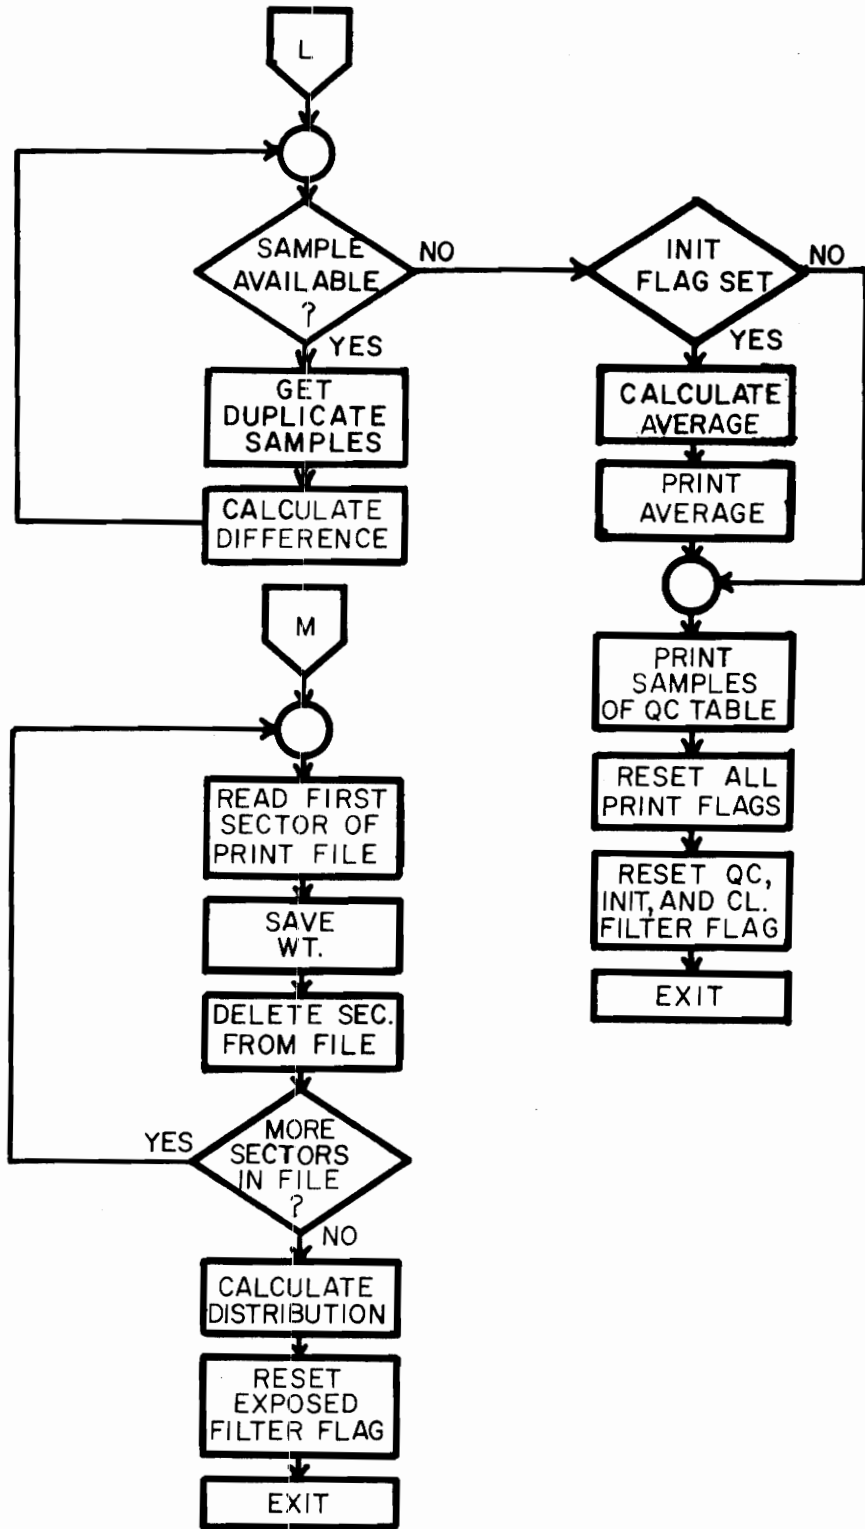 L
SAMPLE
AVAILABLE
?
NO
YES
GET
DUPLICATE
SAMPLES
CALCULATE
DIFFERENCE
INIT
FLAG SET
NO
YES
CALCULATE
AVERAGE
PRINT
AVERAGE
PRINT
SAMPLES
OF QC TABLE
RESET ALL
PRINT FLAGS
RESET QC,
INIT, AND CL.
FILTER FLAG
EXIT
M
READ FIRST
SECTOR OF
PRINT FILE
SAVE
WT.
DELETE SEC.
FROM FILE
MORE
SECTORS
IN FILE
?
YES
NO
CALCULATE
DISTRIBUTION
RESET
EXPOSED
FILTER FLAG
EXIT